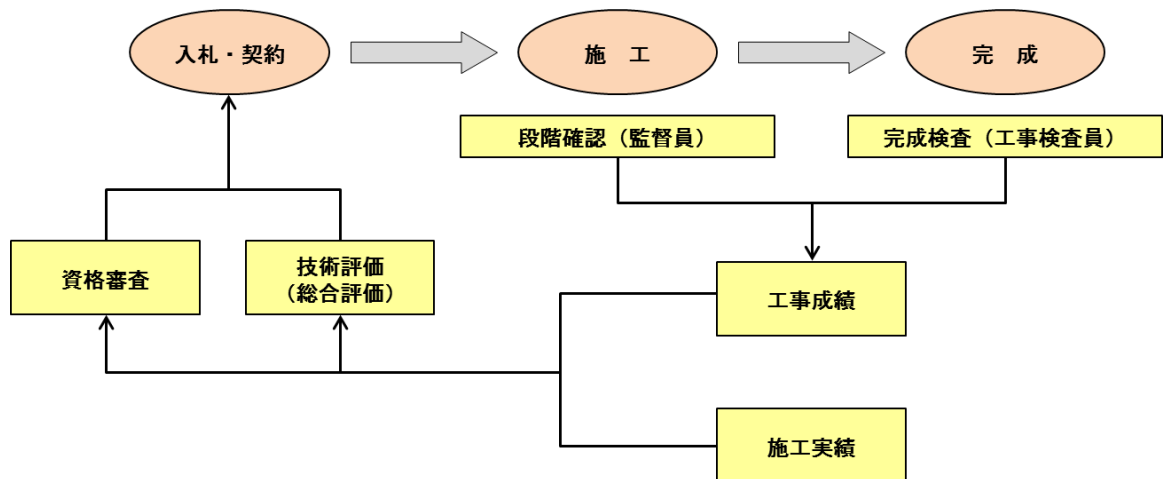 入札・契約
施　工
完　成
段階確認（監督員）
完成検査（工事検査員）
資格審査
技術評価
（総合評価）
工事成績
施工実績